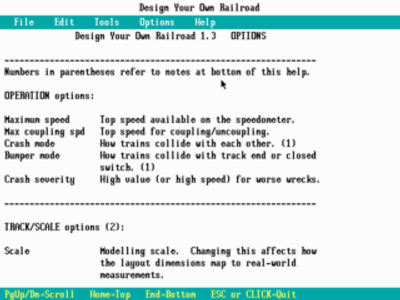 Design Your Own Railroad
File Edit Tools Options Help
Design Your Own Railroad 1.3 OPTIONS
--------------------------------------------------------------
Numbers in parentheses refer to notes at bottom of this help.
OPERATION options:
Maximum speed Top speed available on the speedometer.
Max coupling spd Top speed for coupling/uncoupling.
Crash mode How trains collide with each other. (1)
Bumper mode How trains collide with track end or closed
switch. (1)
Crash severity High value (or high speed) for worse wrecks.
--------------------------------------------------------------
TRACK/SCALE options (2):
Scale Modelling scale. Changing this affects how
the layout dimensions map to real-world
measurements.
PgUp/Dn-Scroll Home-Top End-Bottom ESC or CLICK-Quit